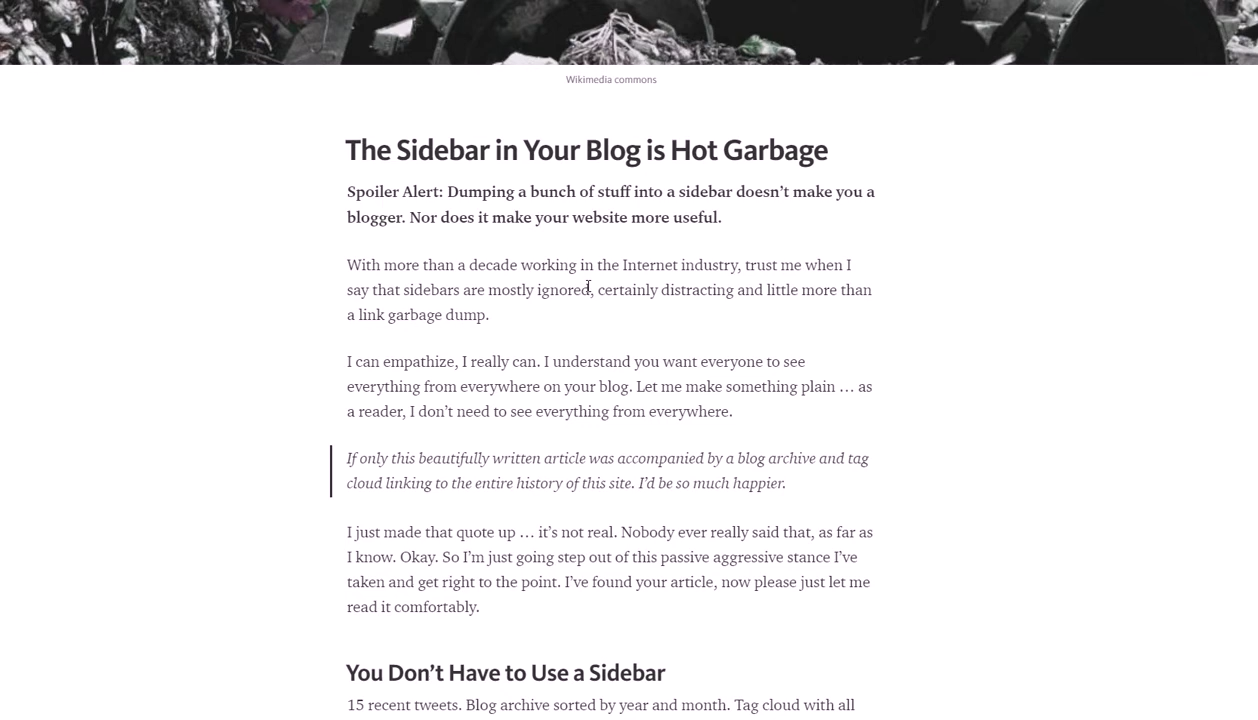 Wikimedia commons
The Sidebar in Your Blog is Hot Garbage
Spoiler Alert: Dumping a bunch of stuff into a sidebar doesn’t make you a
blogger. Nor does it make your website more useful.
With more than a decade working in the Internet industry, trust me when I
say that sidebars are mostly ignored, certainly distracting and little more than
a link garbage dump.
I can empathize, I really can. I understand you want everyone to see
everything from everywhere on your blog. Let me make something plain … as
a reader, I don’t need to see everything from everywhere.
If only this beautifully written article was accompanied by a blog archive and tag
cloud linking to the entire history of this site. I’d be so much happier.
I just made that quote up … it’s not real. Nobody ever really said that, as far as
I know. Okay. So I’m just going step out of this passive aggressive stance I’ve
taken and get right to the point. I’ve found your article, now please just let me
read it comfortably.
You Don’t Have to Use a Sidebar
15 recent tweets. Blog archive sorted by year and month. Tag cloud with all